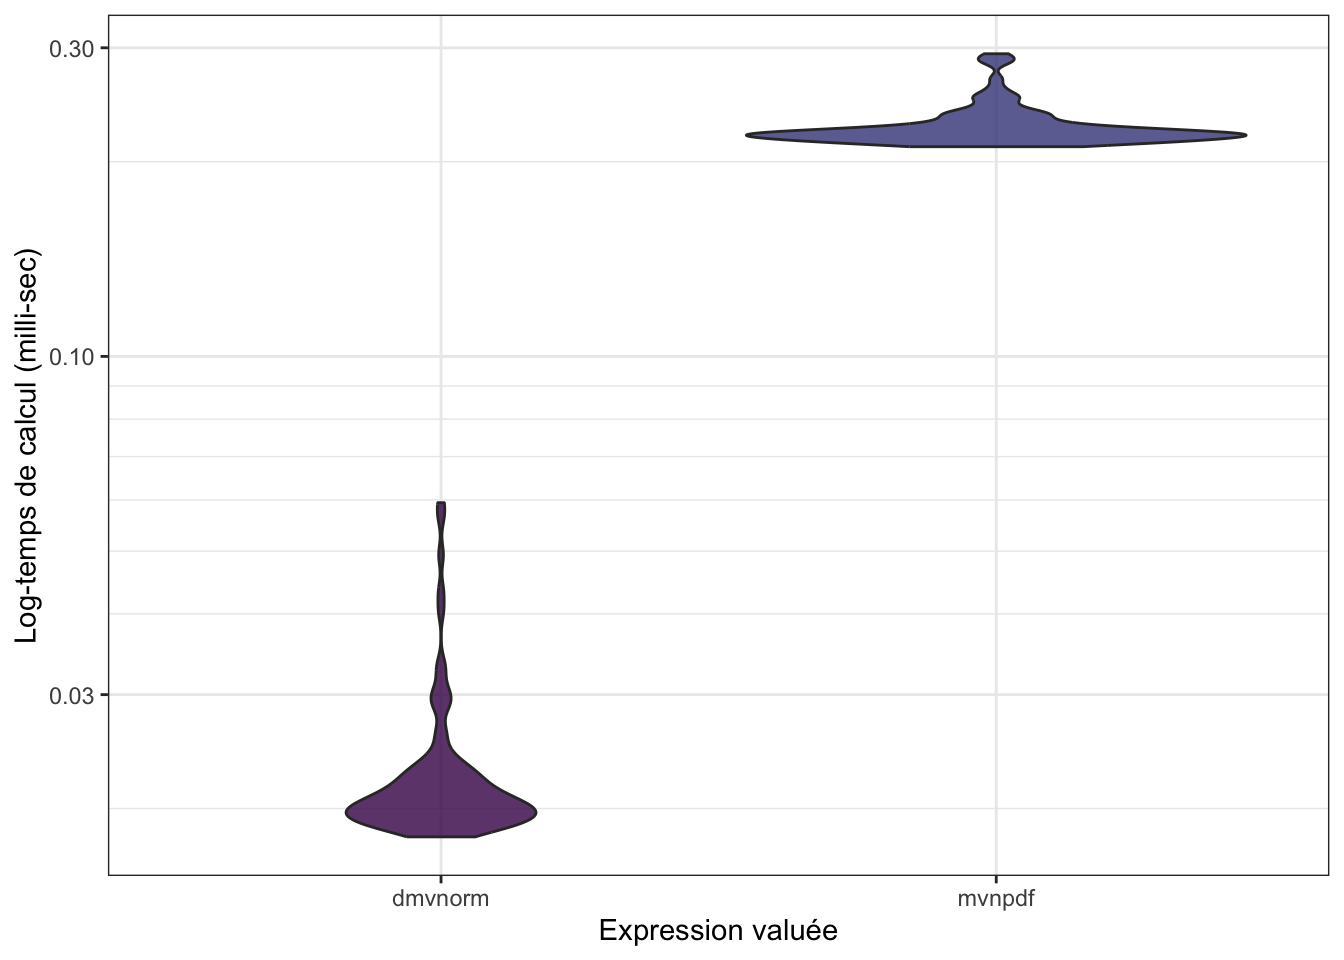 0.30
0.10
0.03
Log-temps de calcul (milli-sec)
dmvnorm
mvnpdf
Expression valuée